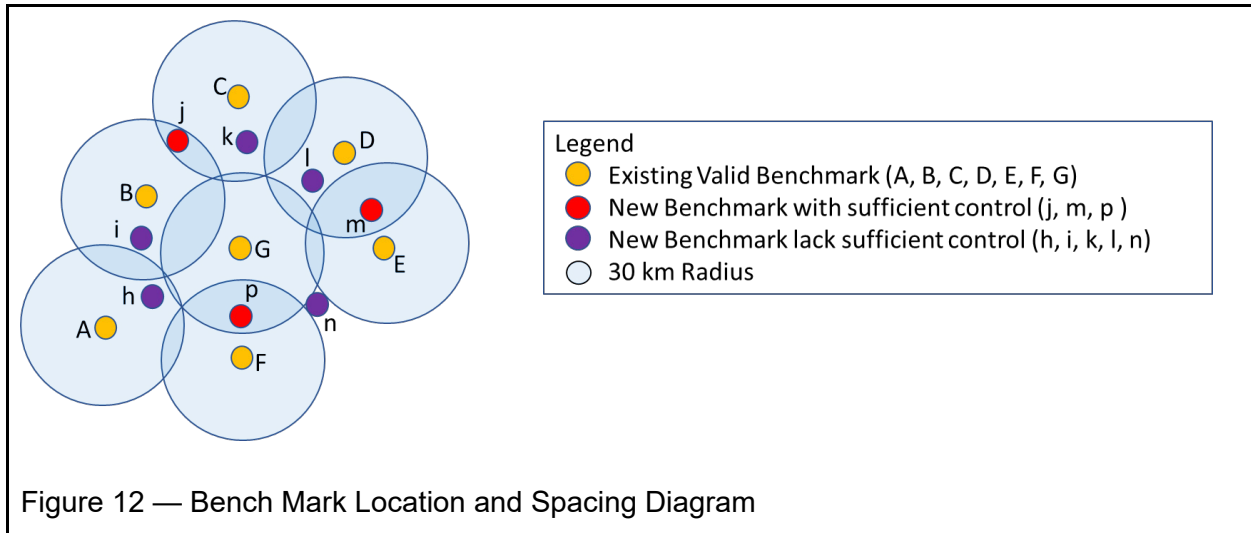 C
j
k
D
l
B
m
i
G
E
h
p
n
A
F
Legend
Existing Valid Benchmark (A, B, C, D, E, F, G)
New Benchmark with sufficient control (j, m, p )
New Benchmark lack sufficient control (h, i, k, l, n)
30 km Radius
Figure 12 — Bench Mark Location and Spacing Diagram